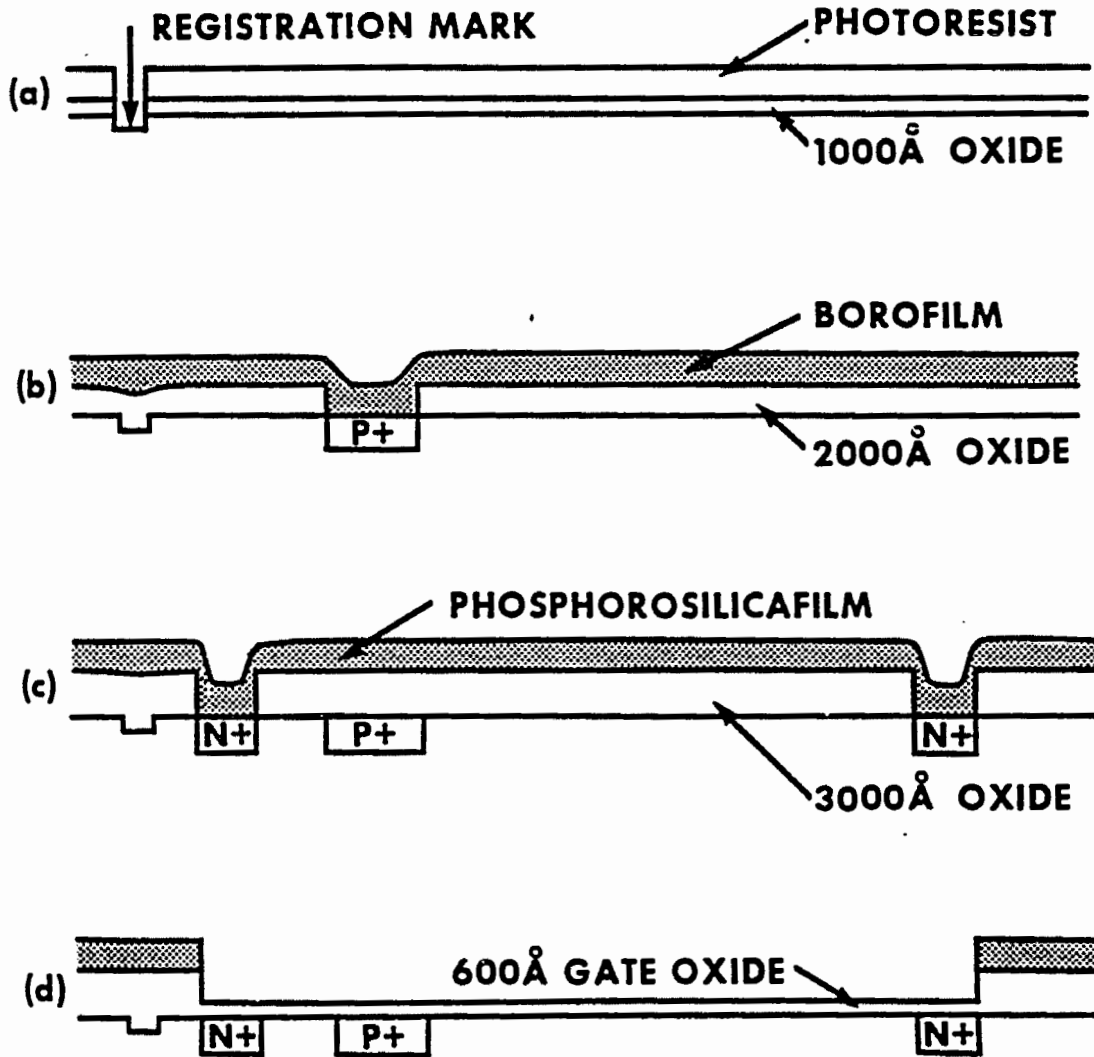 REGISTRATION MARK
PHOTORESIST
(a)
1000Å OXIDE
BOROFILM
(b)
P+
2000Å OXIDE
PHOSPHOROSILICAFILM
(c)
N+ P+ N+
3000Å OXIDE
600Å GATE OXIDE
(d)
N+ P+ N+